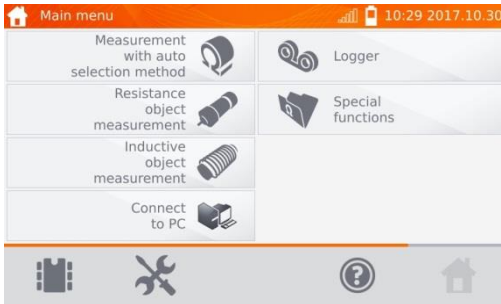 Main menu
10:29 2017.10.30
Measurement
with auto
selection method
Logger
Resistance
object
measurement
Special
functions
Inductive
object
measurement
Connect
to PC